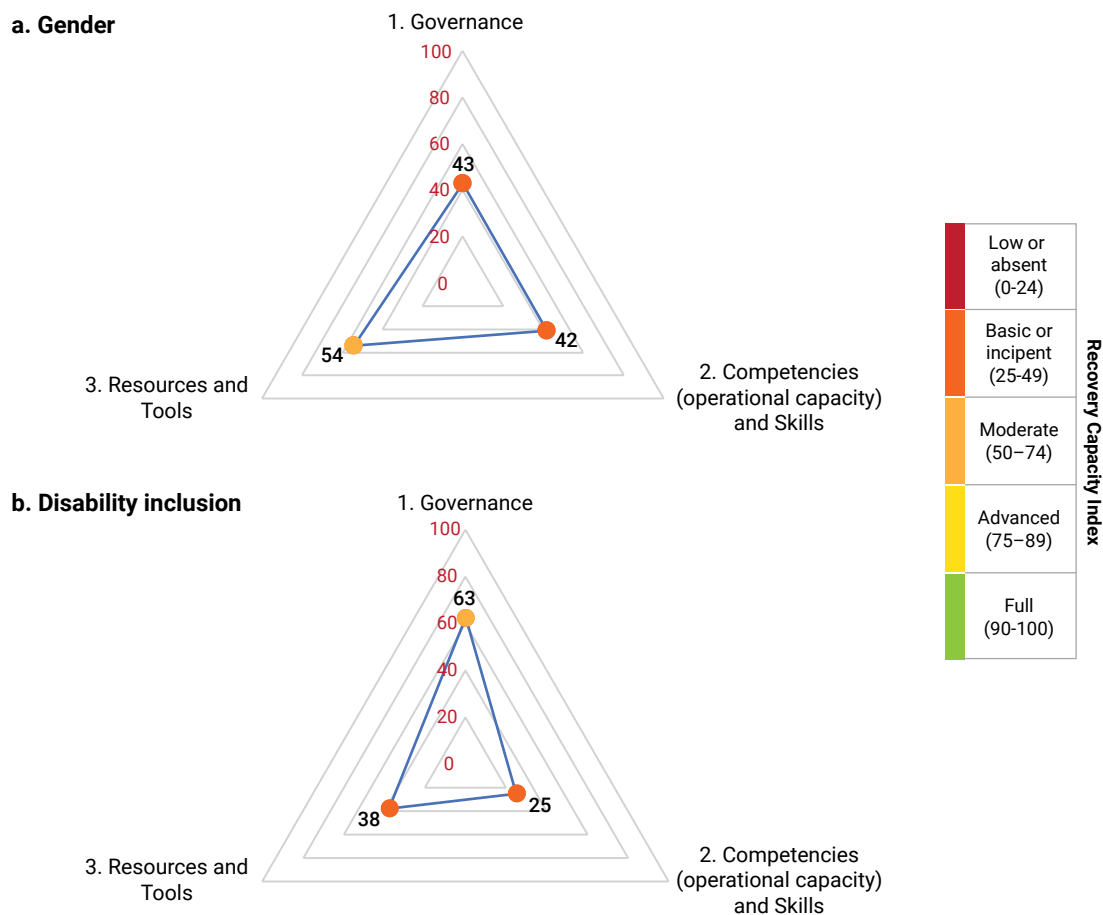 a. Gender
1. Governance
100
80
60
43
40
20
0
42
54
2. Competencies
(operational capacity)
and Skills
3. Resources and
Tools
b. Disability inclusion
1. Governance
100
80
63
60
40
20
0
25
38
2. Competencies
(operational capacity)
and Skills
3. Resources and
Tools
Low or
absent
(0-24)
Basic or
incipent
(25-49)
Moderate
(50–74)
Advanced
(75–89)
Full
(90-100)
Recovery Capacity Index